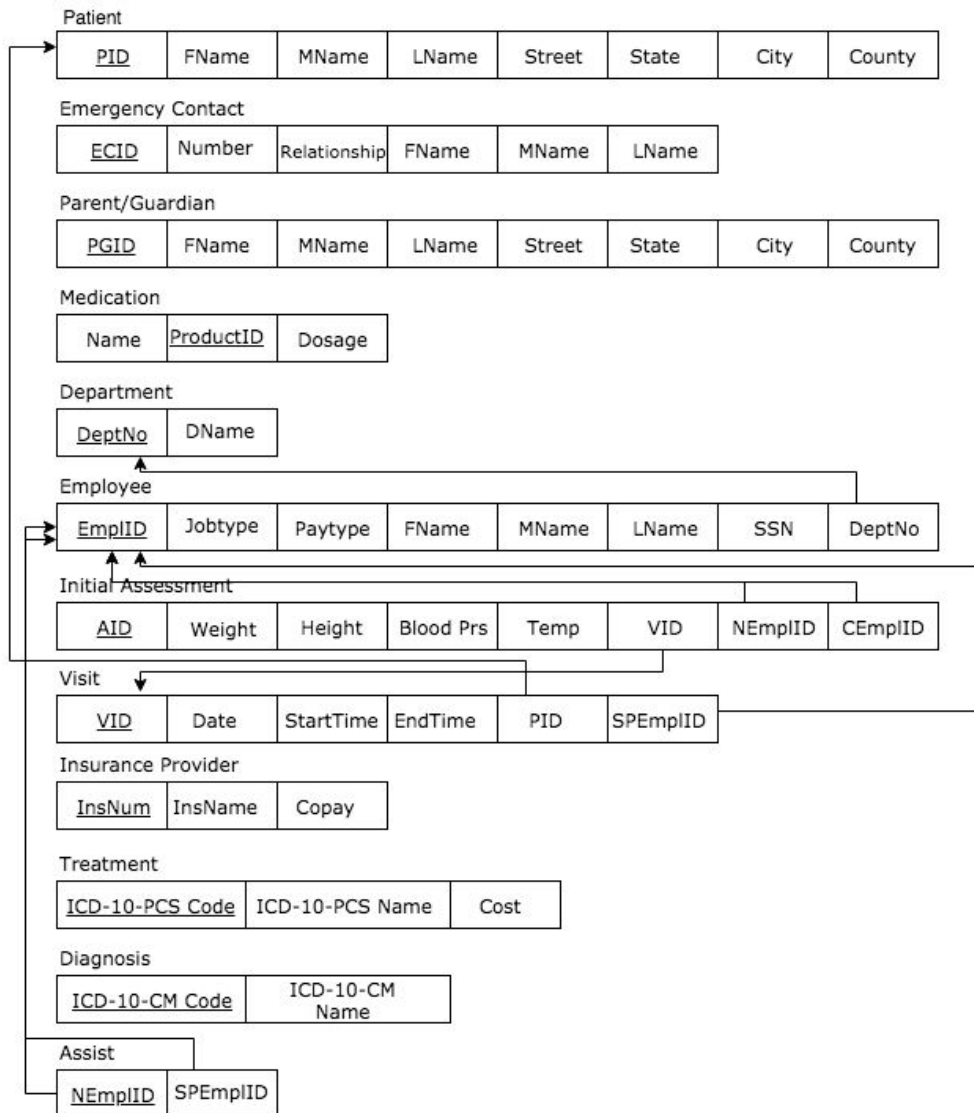 Patient
PID FName MName LName Street State City County
Emergency Contact
ECID Number Relationship FName MName LName
Parent/Guardian
PGID FName MName LName Street State City County
Medication
Name ProductID Dosage
Department
DeptNo DName
Employee
EmplID Jobtype Paytype FName MName LName SSN DeptNo
Initial Assessment
AID Weight Height Blood Prs Temp VID NEmplID CEmplID
Visit
VID Date StartTime EndTime PID SPEmplID
Insurance Provider
InsNum InsName Copay
Treatment
ICD-10-PCS Code ICD-10-PCS Name Cost
Diagnosis
ICD-10-CM Code ICD-10-CM
Name
Assist
NEmplID SPEmplID